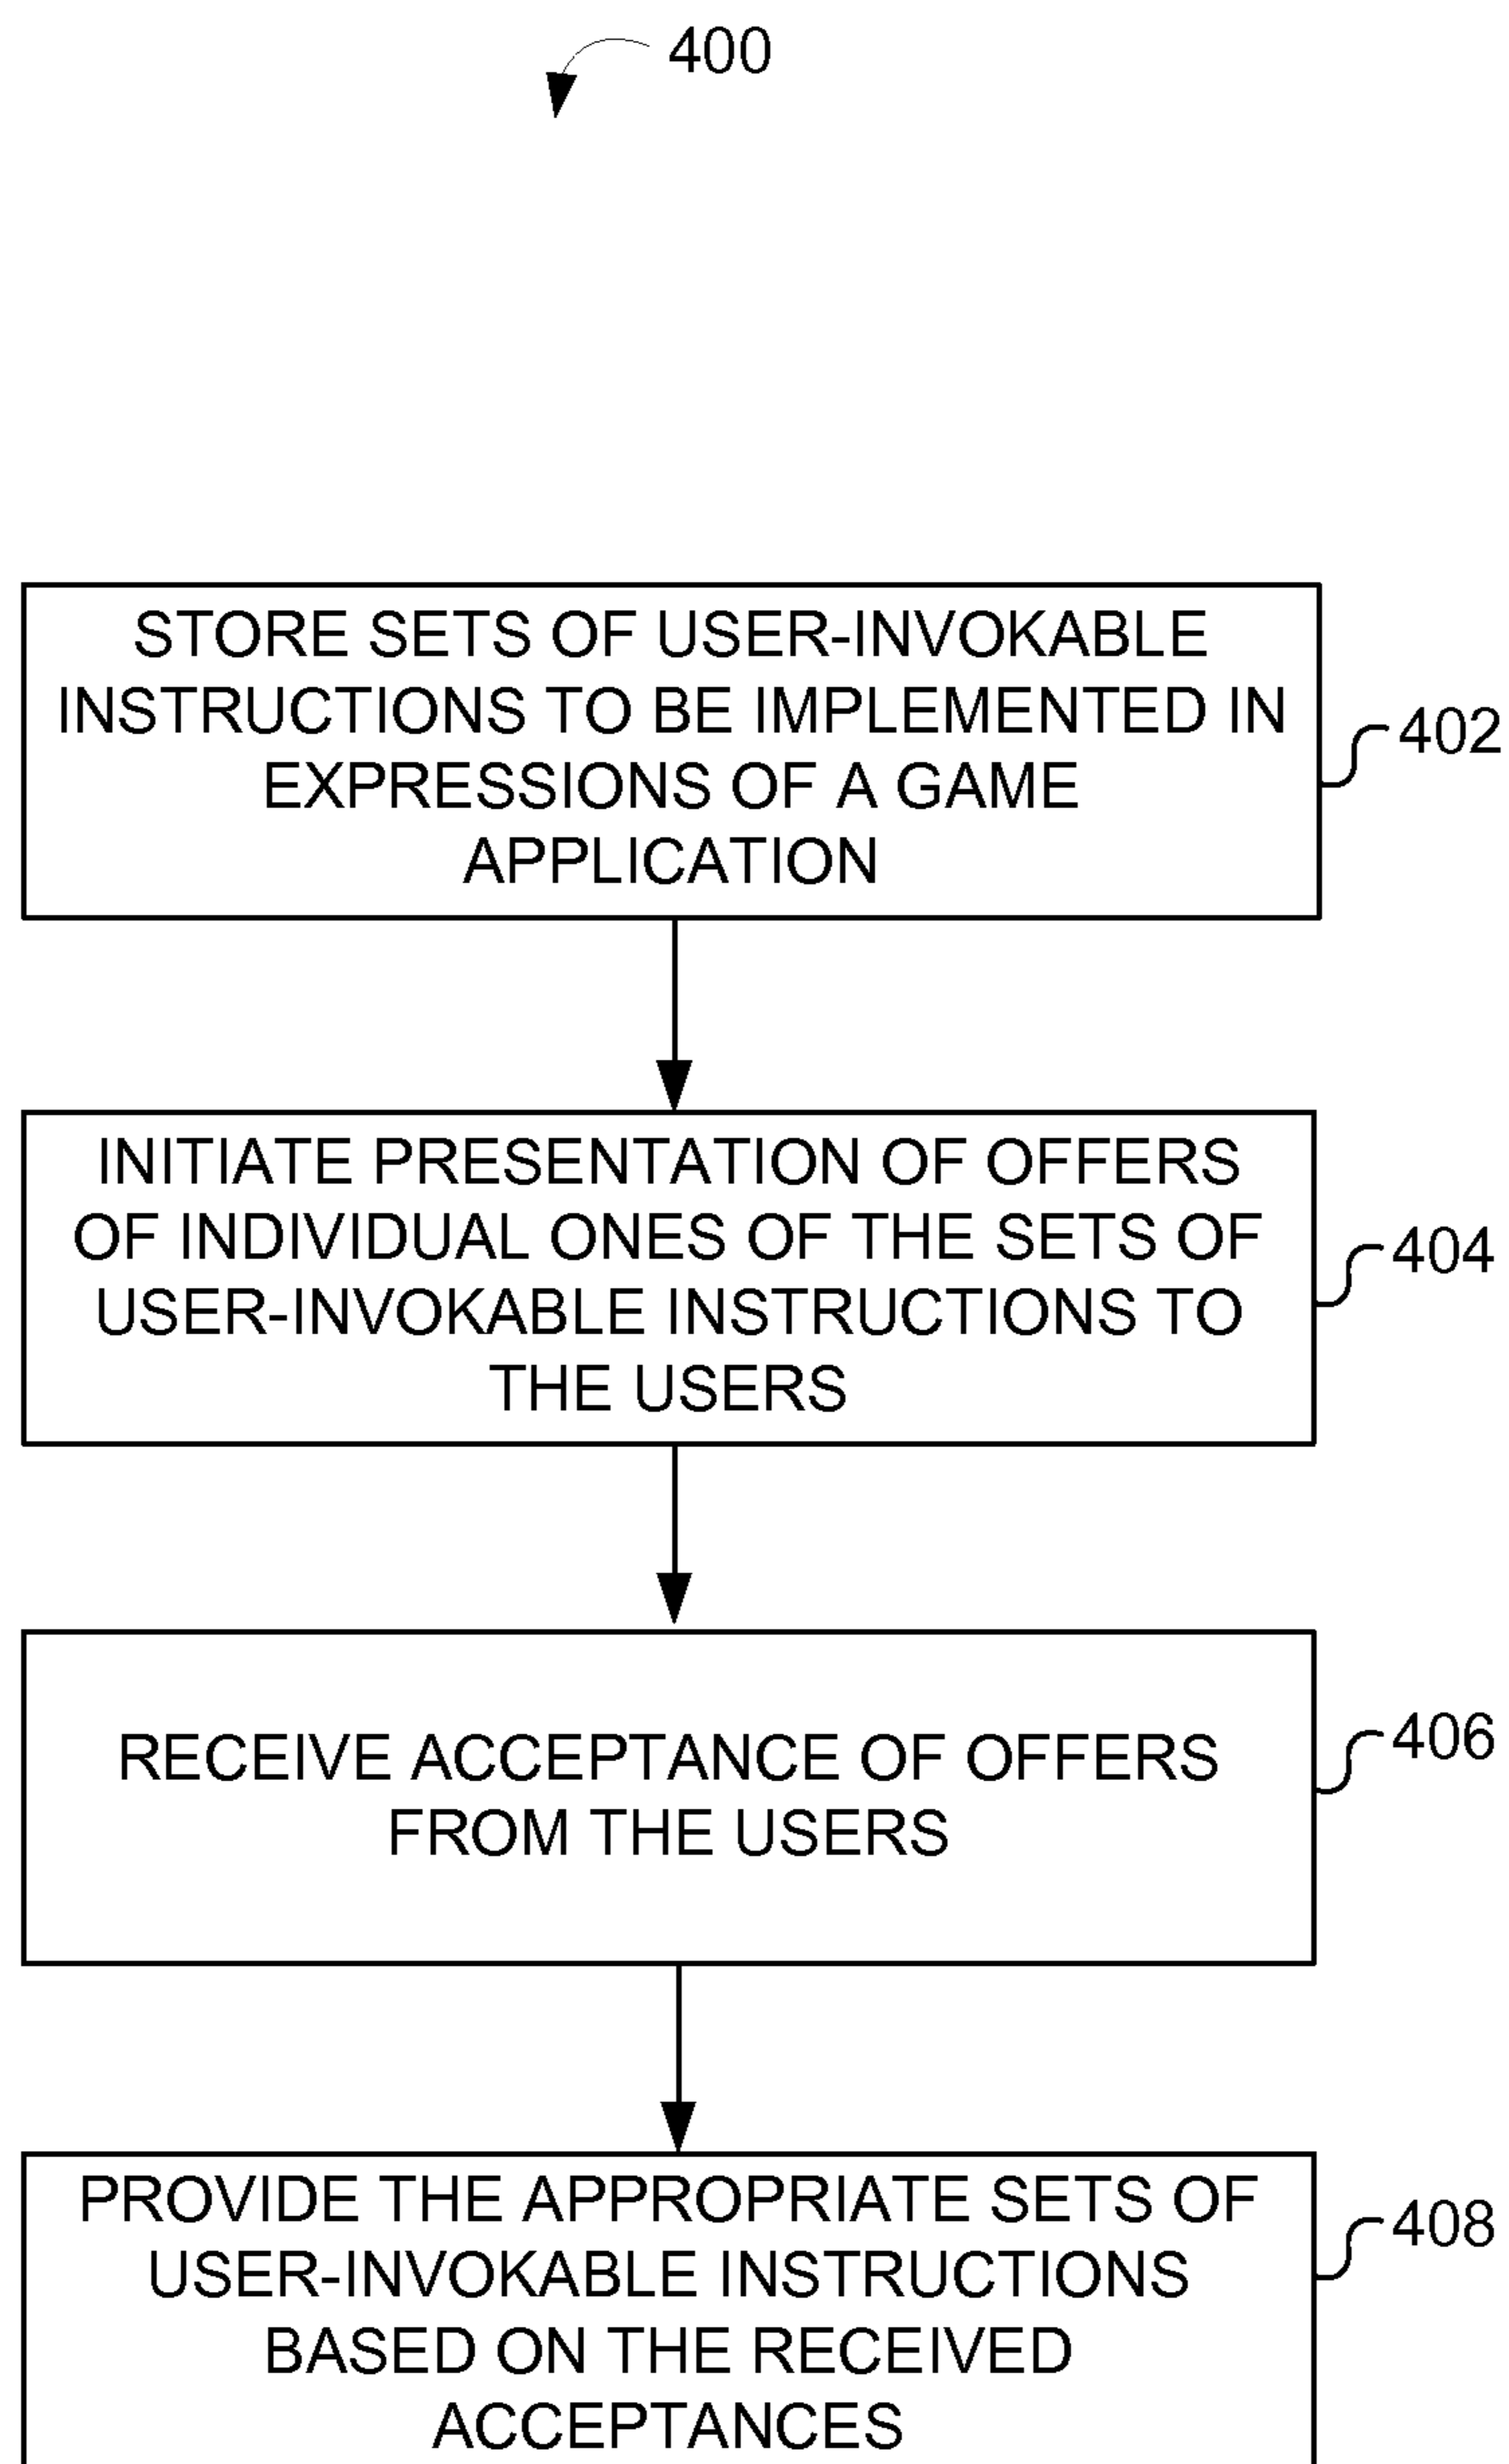 400
STORE SETS OF USER-INVOKABLE
INSTRUCTIONS TO BE IMPLEMENTED IN
EXPRESSIONS OF A GAME
APPLICATION
402
INITIATE PRESENTATION OF OFFERS
OF INDIVIDUAL ONES OF THE SETS OF
USER-INVOKABLE INSTRUCTIONS TO
THE USERS
404
RECEIVE ACCEPTANCE OF OFFERS
FROM THE USERS
406
PROVIDE THE APPROPRIATE SETS OF
USER-INVOKABLE INSTRUCTIONS
BASED ON THE RECEIVED
ACCEPTANCES
408